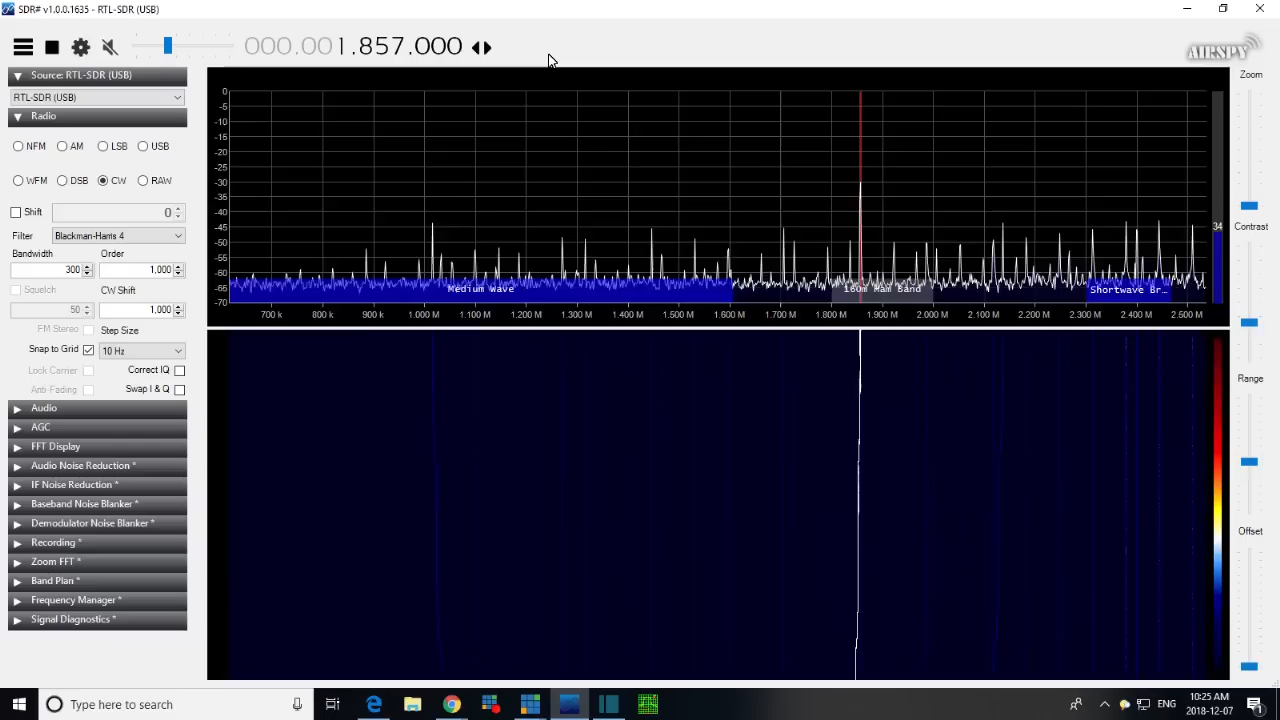 SDR# v1.0.0.1635 - RTL-SDR (USB)
000.001.857.000
AIRSPY
Source: RTL-SDR (USB)
RTL-SDR (USB)
Radio
NFM AM LSB USB
WFM DSB CW RAW
Shift 0
Filter Blackman-Harris 4
Bandwidth Order
300 1,000
Squelch CW Shift
50 1,000
FM Stereo Step Size
Snap to Grid 10 Hz
Lock Carrier Correct IQ
Anti-Fading Swap I & Q
Audio
AGC
FFT Display
Audio Noise Reduction *
IF Noise Reduction *
Baseband Noise Blanker *
Demodulator Noise Blanker *
Recording *
Zoom FFT *
Band Plan *
Frequency Manager *
Signal Diagnostics *
0
-5
-10
-15
-20
-25
-30
-35
-40
-45
-50
-55
-60
-65
-70
Medium Wave 160m Ham Band Shortwave Br...
700 k 800 k 900 k 1.000 M 1.100 M 1.200 M 1.300 M 1.400 M 1.500 M 1.600 M 1.700 M 1.800 M 1.900 M 2.000 M 2.100 M 2.200 M 2.300 M 2.400 M 2.500 M
34
Zoom
Contrast
Range
Offset
Type here to search
ENG
10:25 AM
2018-12-07
1